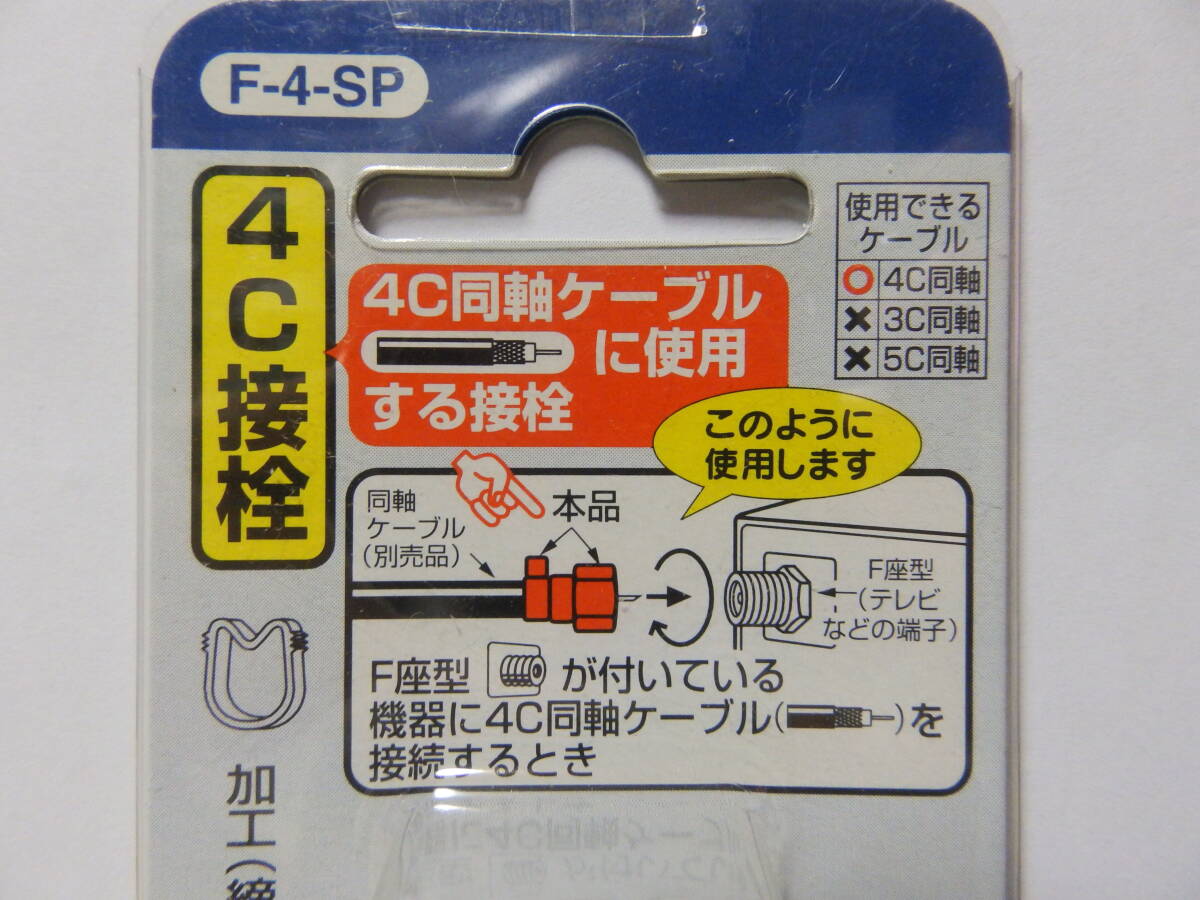 F-4-SP
4C接栓
4C同軸ケーブル
に使用
する接栓
使用できる
ケーブル
4C同軸
3C同軸
5C同軸
このように
使用します
同軸
ケーブル
(別売品)
本品
F座型
(テレビ
などの端子)
F座型が付いている
機器に4C同軸ケーブル()を
接続するとき
加工(締